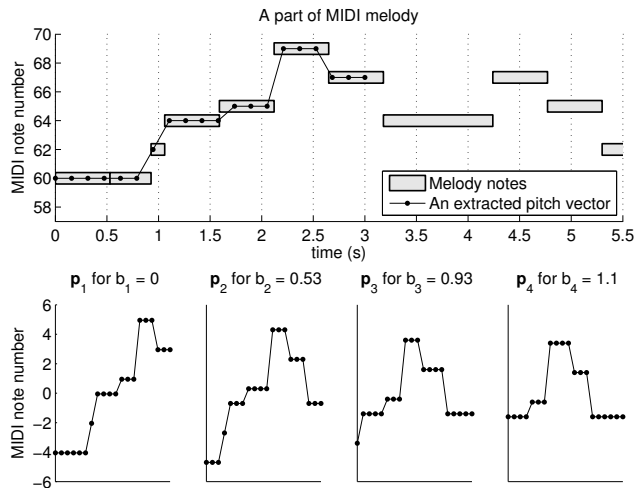 A part of MIDI melody
MIDI note number
70
68
66
64
62
60
58
0 0.5 1 1.5 2 2.5 3 3.5 4 4.5 5 5.5
time (s)
Melody notes
An extracted pitch vector
p1 for b1 = 0
p2 for b2 = 0.53
p3 for b3 = 0.93
p4 for b4 = 1.1
MIDI note number
6
4
2
0
−2
−4
−6